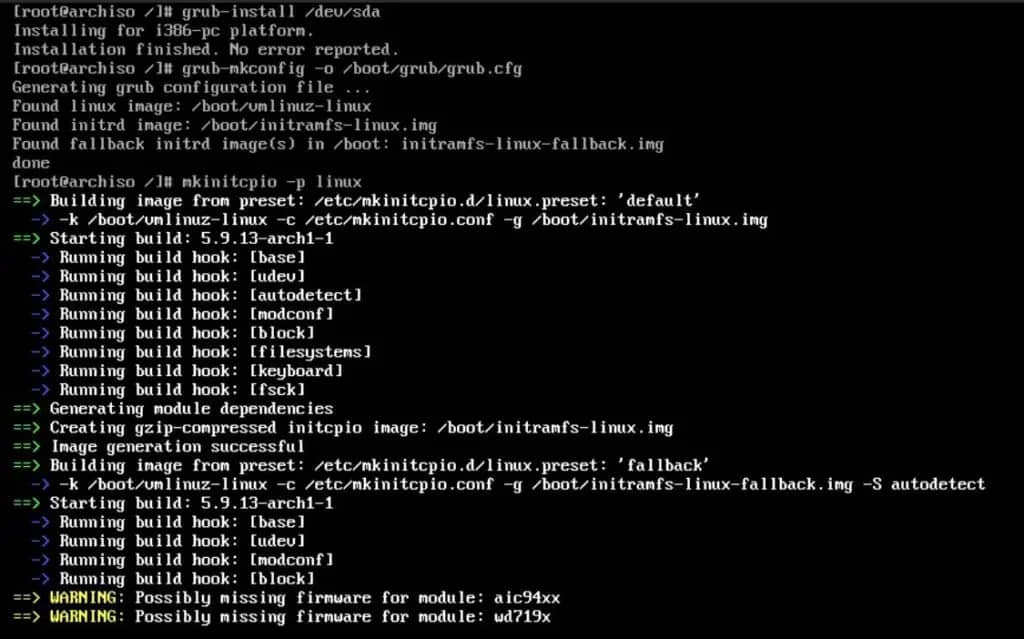 [root@archiso /]# grub-install /dev/sda
Installing for i386-pc platform.
Installation finished. No error reported.
[root@archiso /]# grub-mkconfig -o /boot/grub/grub.cfg
Generating grub configuration file ...
Found linux image: /boot/vmlinuz-linux
Found initrd image: /boot/initramfs-linux.img
Found fallback initrd image(s) in /boot: initramfs-linux-fallback.img
done
[root@archiso /]# mkinitcpio -p linux
==> Building image from preset: /etc/mkinitcpio.d/linux.preset: 'default'
  -> -k /boot/vmlinuz-linux -c /etc/mkinitcpio.conf -g /boot/initramfs-linux.img
==> Starting build: 5.9.13-arch1-1
  -> Running build hook: [base]
  -> Running build hook: [udev]
  -> Running build hook: [autodetect]
  -> Running build hook: [modconf]
  -> Running build hook: [block]
  -> Running build hook: [filesystems]
  -> Running build hook: [keyboard]
  -> Running build hook: [fsck]
==> Generating module dependencies
==> Creating gzip-compressed initcpio image: /boot/initramfs-linux.img
==> Image generation successful
==> Building image from preset: /etc/mkinitcpio.d/linux.preset: 'fallback'
  -> -k /boot/vmlinuz-linux -c /etc/mkinitcpio.conf -g /boot/initramfs-linux-fallback.img -S autodetect
==> Starting build: 5.9.13-arch1-1
  -> Running build hook: [base]
  -> Running build hook: [udev]
  -> Running build hook: [modconf]
  -> Running build hook: [block]
==> WARNING: Possibly missing firmware for module: aic94xx
==> WARNING: Possibly missing firmware for module: wd719x